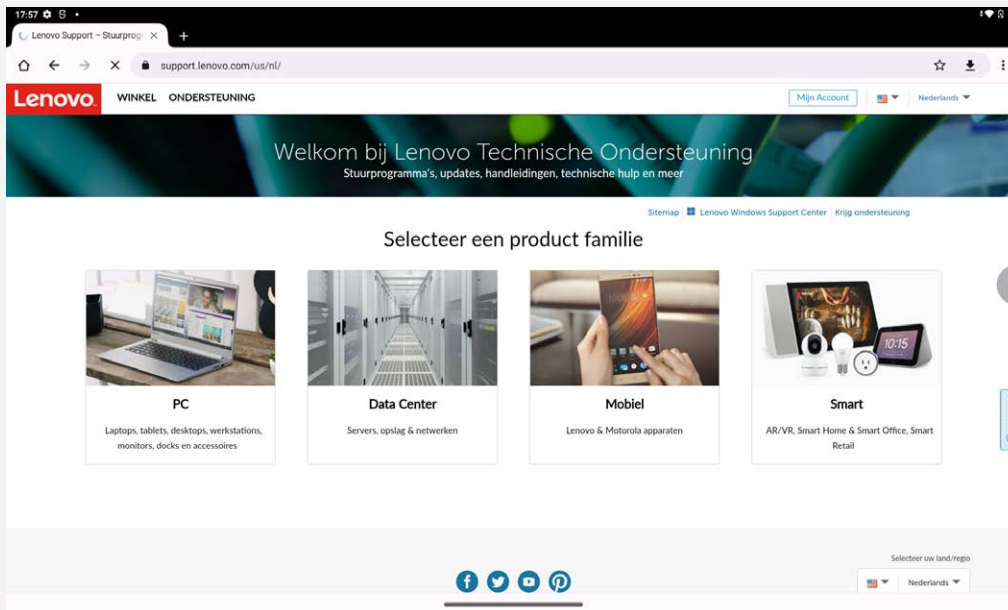 17:57
Lenovo Support – Stuurprogr
support.lenovo.com/us/nl/
Lenovo
WINKEL ONDERSTEUNING
Mijn Account
Nederlands
Welkom bij Lenovo Technische Ondersteuning
Stuurprogramma's, updates, handleidingen, technische hulp en meer
Sitemap Lenovo Windows Support Center Krijg ondersteuning
Selecteer een product familie
10:15
PC
Data Center
Mobiel
Smart
Laptops, tablets, desktops, werkstations,
monitors, docks en accessoires
Servers, opslag & netwerken
Lenovo & Motorola apparaten
AR/VR, Smart Home & Smart Office, Smart
Retail
Selecteer uw land/regio
Nederlands